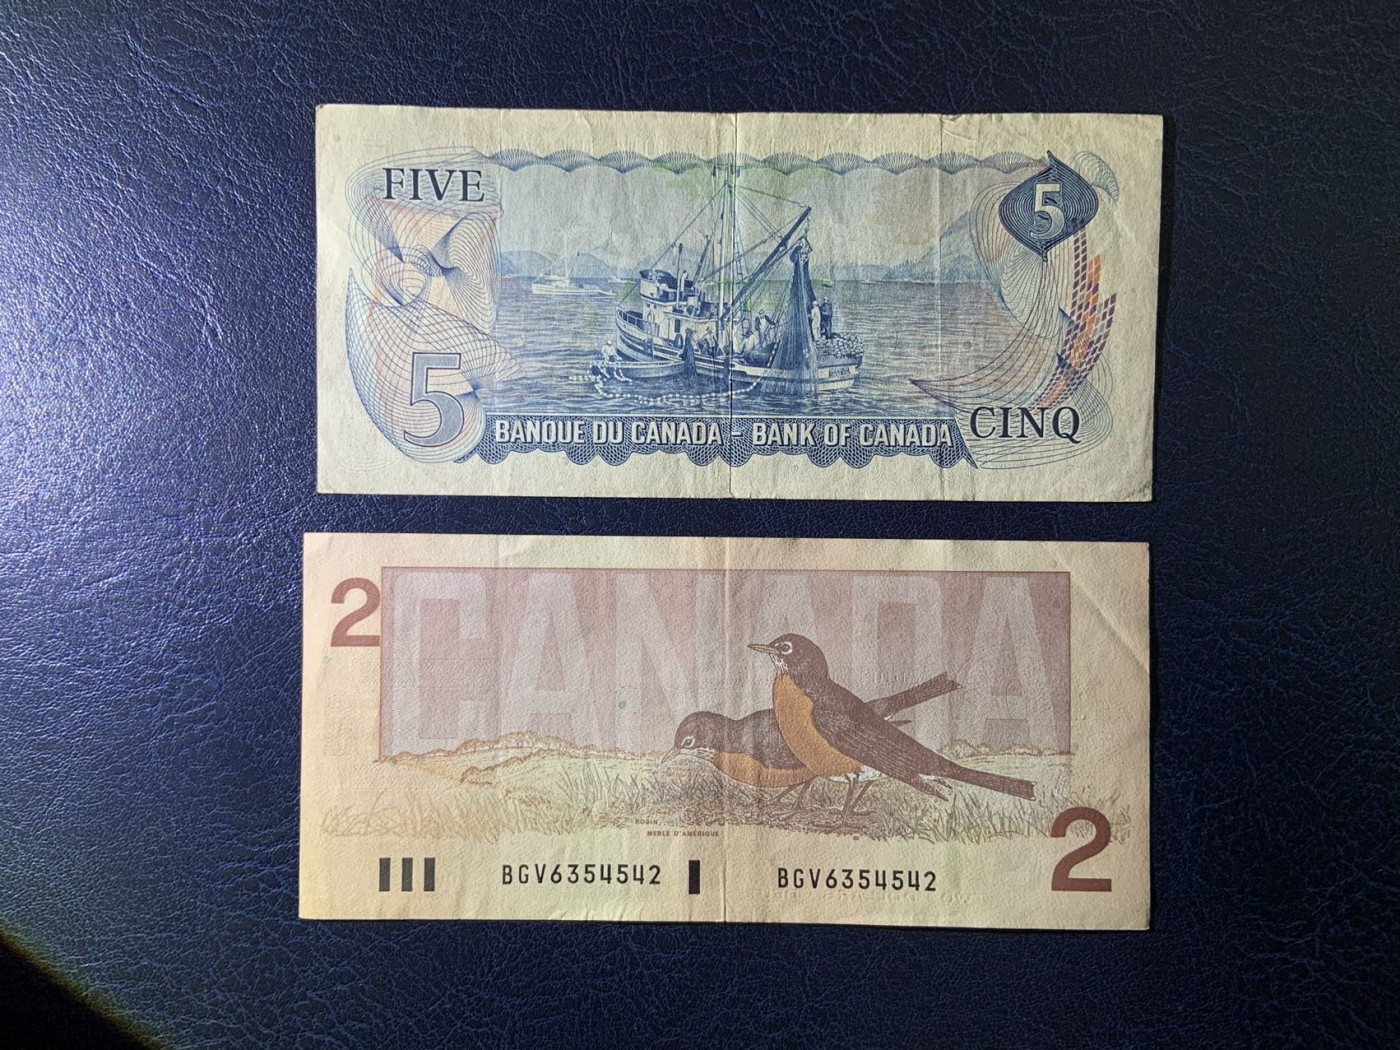 FIVE
5
5
BANQUE DU CANADA - BANK OF CANADA
CINQ
2
CANADA
ROBIN,
MERLE D'AMÉRIQUE
2
BGV6354542
BGV6354542